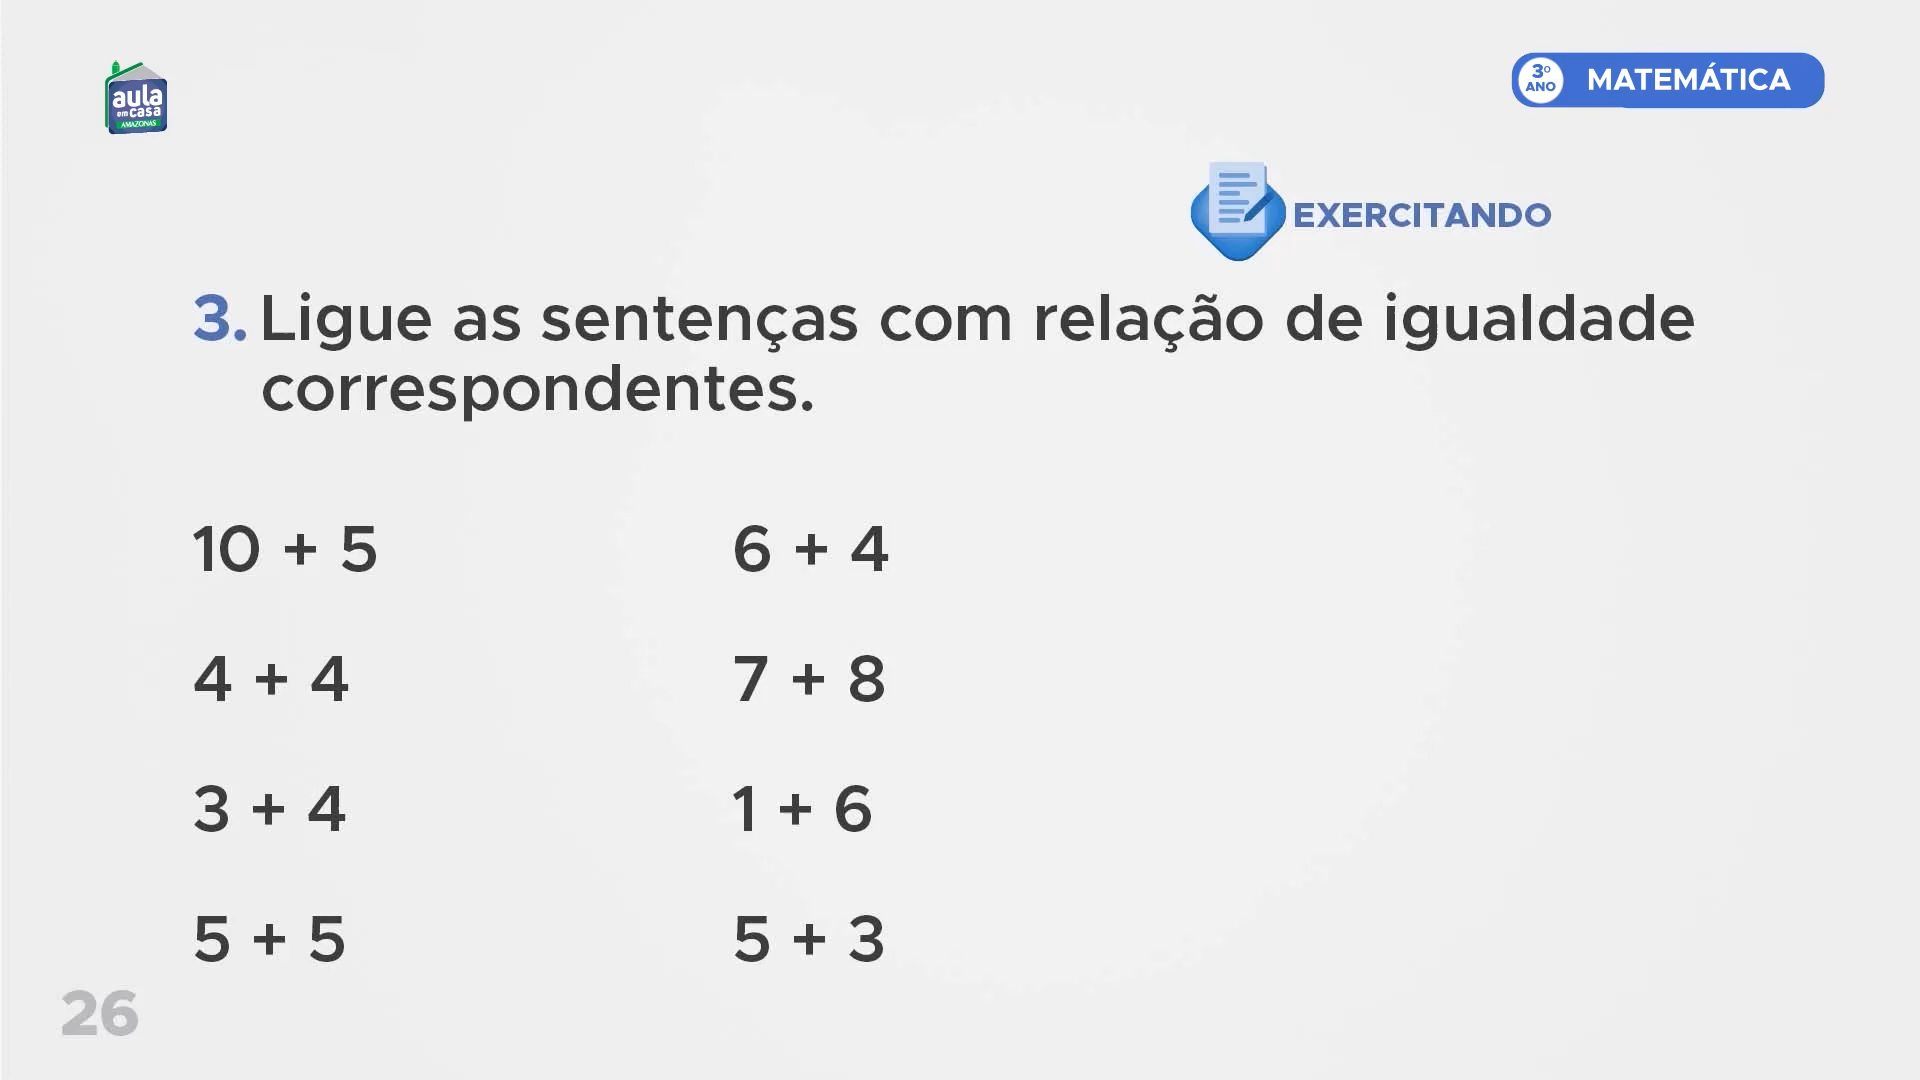 aula
em casa
AMAZONAS
3º
ANO
MATEMÁTICA
EXERCITANDO
3. Ligue as sentenças com relação de igualdade
correspondentes.
10 + 5 6 + 4
4 + 4 7 + 8
3 + 4 1 + 6
5 + 5 5 + 3
26